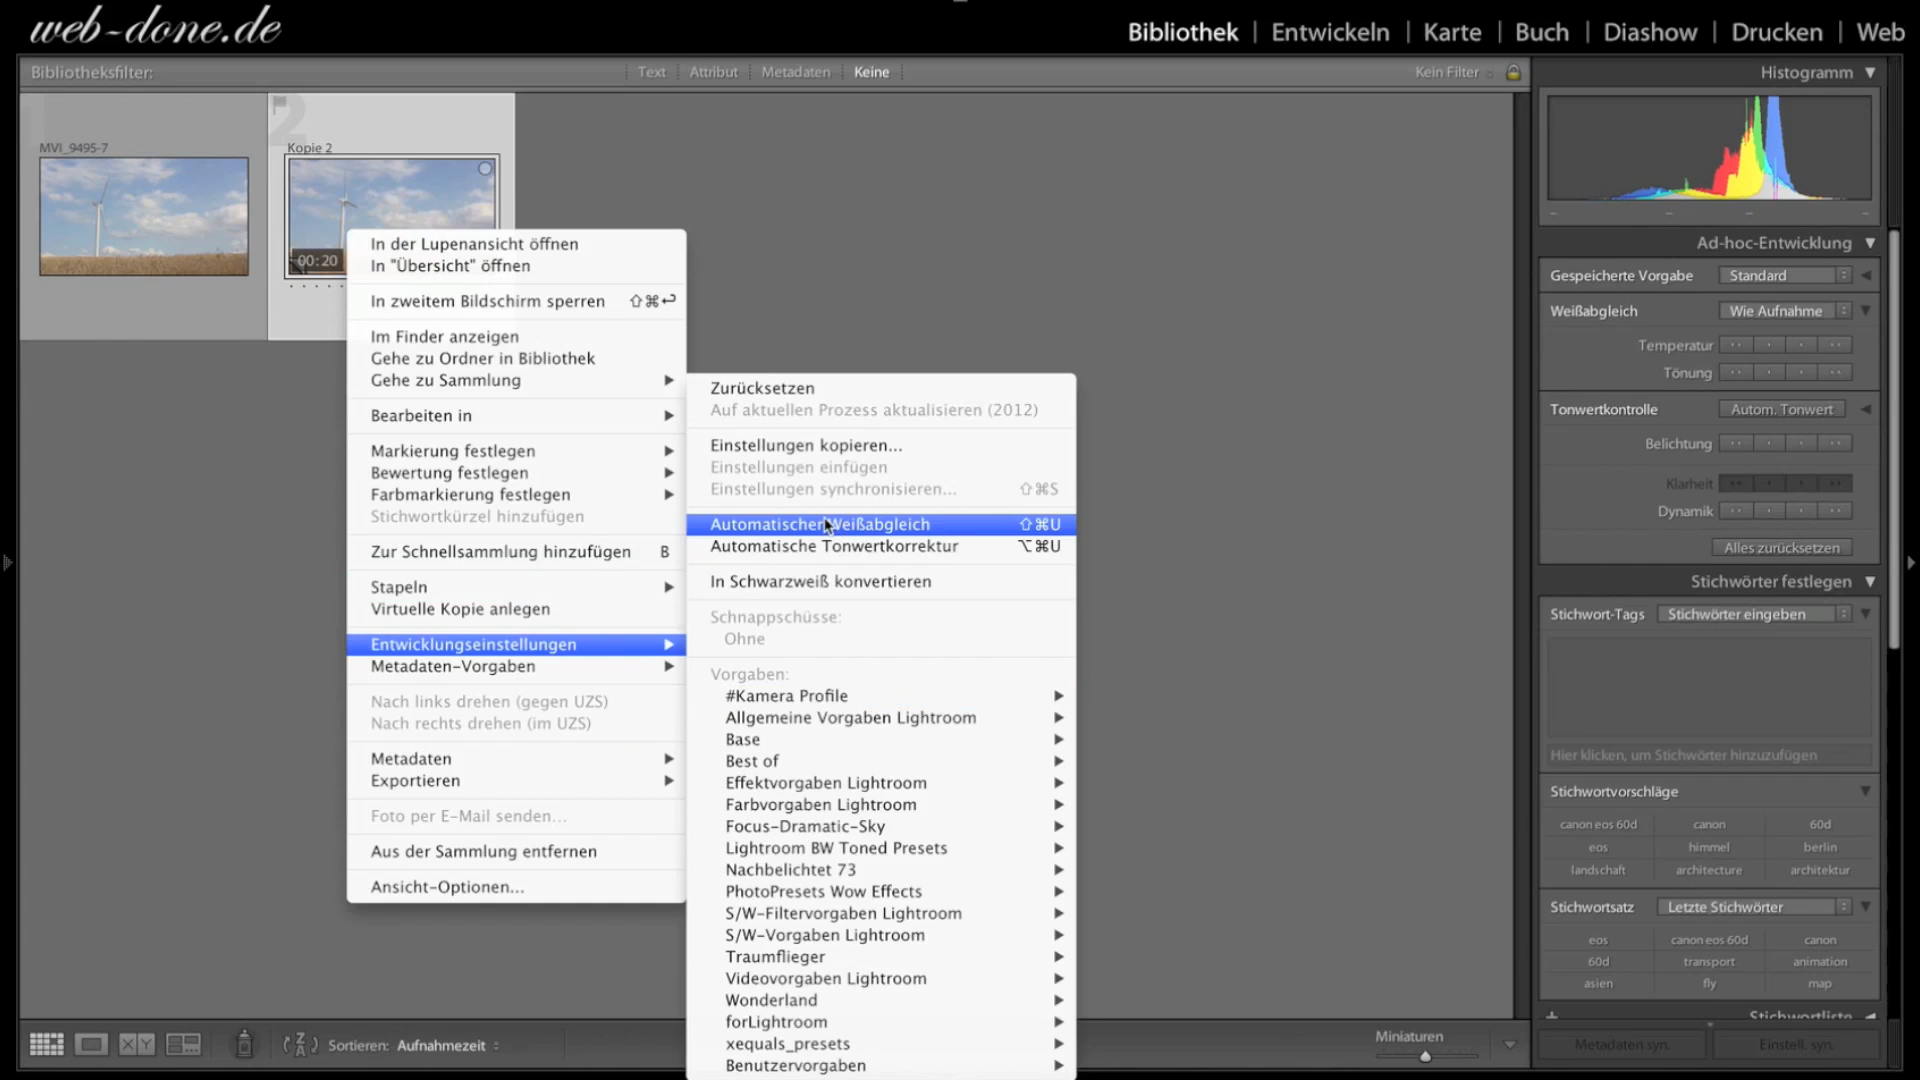 web-done.de
Bibliothek | Entwickeln | Karte | Buch | Diashow | Drucken | Web
Bibliotheksfilter:
Text
Attribut
Metadaten
Keine
Kein Filter
1
MVI_9495-7
2
Kopie 2
00:20
In der Lupenansicht öffnen
In "Übersicht" öffnen
In zweitem Bildschirm sperren ⇧⌘↩
Im Finder anzeigen
Gehe zu Ordner in Bibliothek
Gehe zu Sammlung
Bearbeiten in
Markierung festlegen
Bewertung festlegen
Farbmarkierung festlegen
Stichwortkürzel hinzufügen
Zur Schnellsammlung hinzufügen B
Stapeln
Virtuelle Kopie anlegen
Entwicklungseinstellungen
Metadaten-Vorgaben
Nach links drehen (gegen UZS)
Nach rechts drehen (im UZS)
Metadaten
Exportieren
Foto per E-Mail senden...
Aus der Sammlung entfernen
Ansicht-Optionen...
Zurücksetzen
Auf aktuellen Prozess aktualisieren (2012)
Einstellungen kopieren...
Einstellungen einfügen
Einstellungen synchronisieren... ⇧⌘S
Automatischer Weißabgleich ⇧⌘U
Automatische Tonwertkorrektur ⌥⌘U
In Schwarzweiß konvertieren
Schnappschüsse:
Ohne
Vorgaben:
#Kamera Profile
Allgemeine Vorgaben Lightroom
Base
Best of
Effektvorgaben Lightroom
Farbvorgaben Lightroom
Focus-Dramatic-Sky
Lightroom BW Toned Presets
Nachbelichtet 73
PhotoPresets Wow Effects
S/W-Filtervorgaben Lightroom
S/W-Vorgaben Lightroom
Traumflieger
Videovorgaben Lightroom
Wonderland
forLightroom
xequals_presets
Benutzervorgaben
Histogramm
Ad-hoc-Entwicklung
Gespeicherte Vorgabe Standard
Weißabgleich Wie Aufnahme
Temperatur
Tönung
Tonwertkontrolle Autom. Tonwert
Belichtung
Klarheit
Dynamik
Alles zurücksetzen
Stichwörter festlegen
Stichwort-Tags Stichwörter eingeben
Hier klicken, um Stichwörter hinzuzufügen
Stichwortvorschläge
canon eos 60d canon 60d
eos himmel berlin
landschaft architecture architektur
Stichwortsatz Letzte Stichwörter
eos canon eos 60d canon
60d transport animation
asien fly map
+ Stichwortliste
Metadaten syn. Einstell. syn.
XY
Sortieren: Aufnahmezeit
Miniaturen